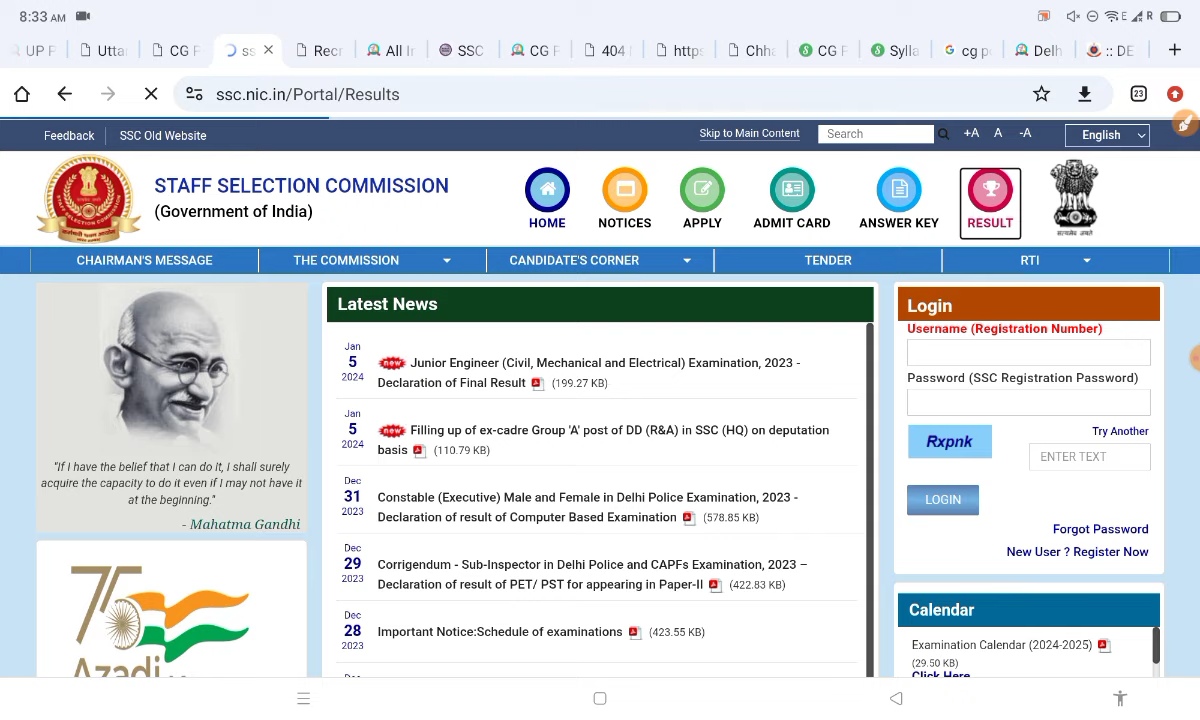 8:33 AM
UP P
Uttar
CG P
ss
Recr
All In
SSC
CG P
404
https
Chha
CG P
Sylla
cg p
Delh
:: DE
ssc.nic.in/Portal/Results
23
Feedback
SSC Old Website
Skip to Main Content
Search
+A A -A
English
STAFF SELECTION COMMISSION
(Government of India)
HOME
NOTICES
APPLY
ADMIT CARD
ANSWER KEY
RESULT
सत्यमेव जयते
CHAIRMAN'S MESSAGE
THE COMMISSION
CANDIDATE'S CORNER
TENDER
RTI
"If I have the belief that I can do it, I shall surely
acquire the capacity to do it even if I may not have it
at the beginning."
- Mahatma Gandhi
75
Azadi
Latest News
Jan
5
2024
new Junior Engineer (Civil, Mechanical and Electrical) Examination, 2023 -
Declaration of Final Result (199.27 KB)
Jan
5
2024
new Filling up of ex-cadre Group 'A' post of DD (R&A) in SSC (HQ) on deputation
basis (110.79 KB)
Dec
31
2023
Constable (Executive) Male and Female in Delhi Police Examination, 2023 -
Declaration of result of Computer Based Examination (578.85 KB)
Dec
29
2023
Corrigendum - Sub-Inspector in Delhi Police and CAPFs Examination, 2023 –
Declaration of result of PET/ PST for appearing in Paper-II (422.83 KB)
Dec
28
2023
Important Notice:Schedule of examinations (423.55 KB)
Login
Username (Registration Number)
Password (SSC Registration Password)
Rxpnk
Try Another
ENTER TEXT
LOGIN
Forgot Password
New User ? Register Now
Calendar
Examination Calendar (2024-2025)
(29.50 KB)
Click Here